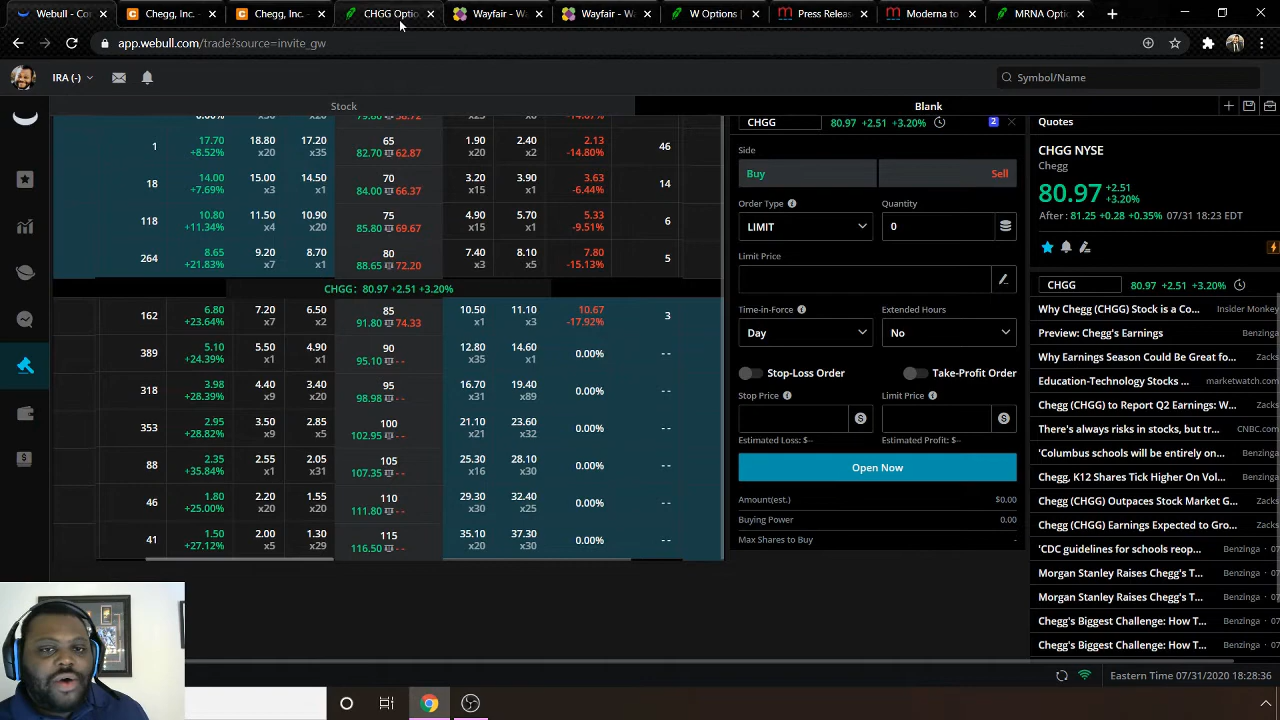 Webull - Co
Chegg, Inc. -
Chegg, Inc. -
CHGG Optio
Wayfair - W
Wayfair - W
W Options |
Press Relea
Moderna to
MRNA Optio
app.webull.com/trade?source=invite_gw
IRA (-)
Symbol/Name
Stock
Blank
1 17.70 18.80 17.20 65 1.90 2.40 2.13 46
+8.52% x20 x35 82.70 62.87 x20 x2 -14.80%
18 14.00 15.00 14.50 70 3.20 3.90 3.63 14
+7.69% x3 x1 84.00 66.37 x15 x1 -6.44%
118 10.80 11.50 10.90 75 4.90 5.70 5.33 6
+11.34% x4 x20 85.80 69.67 x15 x1 -9.51%
264 8.65 9.20 8.70 80 7.40 8.10 7.80 5
+21.83% x7 x1 88.65 72.20 x3 x5 -15.13%
CHGG: 80.97 +2.51 +3.20%
162 6.80 7.20 6.50 85 10.50 11.10 10.67 3
+23.64% x7 x2 91.80 74.33 x1 x3 -17.92%
389 5.10 5.50 4.90 90 12.80 14.60 0.00% --
+24.39% x1 x1 95.10 -- x35 x1
318 3.98 4.40 3.40 95 16.70 19.40 0.00% --
+28.39% x9 x20 98.98 -- x31 x89
353 2.95 3.50 2.85 100 21.10 23.60 0.00% --
+28.82% x9 x5 102.95 -- x21 x32
88 2.35 2.55 2.05 105 25.30 28.10 0.00% --
+35.84% x1 x31 107.35 -- x16 x30
46 1.80 2.20 1.55 110 29.30 32.40 0.00% --
+25.00% x20 x20 111.80 -- x30 x25
41 1.50 2.00 1.30 115 35.10 37.30 0.00% --
+27.12% x5 x29 116.50 -- x20 x30
CHGG 80.97 +2.51 +3.20% 2
Side
Buy Sell
Order Type Quantity
LIMIT 0
Limit Price
Time-in-Force Extended Hours
Day No
Stop-Loss Order Take-Profit Order
Stop Price Limit Price
Estimated Loss: $-- Estimated Profit: $--
Open Now
Amount(est.) $0.00
Buying Power 0.00
Max Shares to Buy -
Quotes
CHGG NYSE
Chegg
80.97 +2.51
+3.20%
After : 81.25 +0.28 +0.35% 07/31 18:23 EDT
CHGG 80.97 +2.51 +3.20%
Why Chegg (CHGG) Stock is a Co... Insider Monkey
Preview: Chegg's Earnings Benzinga
Why Earnings Season Could Be Great fo...
Education-Technology Stocks ... marketwatch.com
Chegg (CHGG) to Report Q2 Earnings: W... Zacks
There's always risks in stocks, but tr... CNBC.com
'Columbus schools will be entirely on... Benzinga
Chegg, K12 Shares Tick Higher On Vol... Benzinga
Chegg (CHGG) Outpaces Stock Market G... Zacks
Chegg (CHGG) Earnings Expected to Gro... Zacks
'CDC guidelines for schools reop... Benzinga · 07
Morgan Stanley Raises Chegg's T... Benzinga · 07
Morgan Stanley Raises Chegg's T... Benzinga · 07
Chegg's Biggest Challenge: How T... Benzinga · 07
Chegg's Biggest Challenge: How T... Benzinga · 07
Eastern Time 07/31/2020 18:28:36